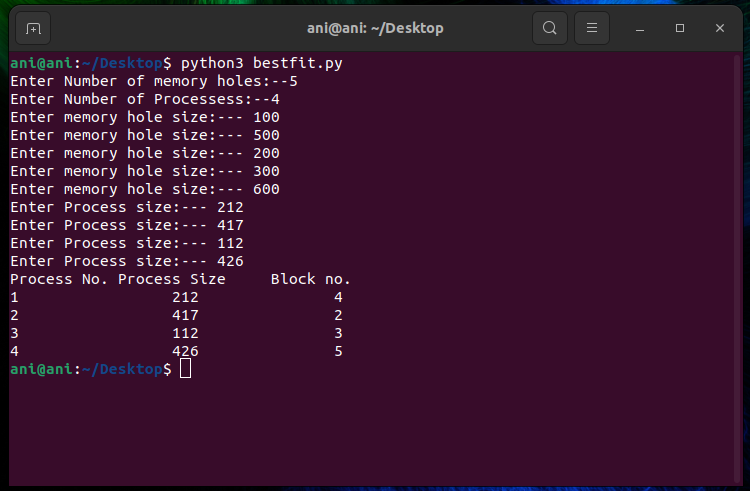 ani@ani: ~/Desktop
ani@ani:~/Desktop$ python3 bestfit.py
Enter Number of memory holes:--5
Enter Number of Processess:--4
Enter memory hole size:--- 100
Enter memory hole size:--- 500
Enter memory hole size:--- 200
Enter memory hole size:--- 300
Enter memory hole size:--- 600
Enter Process size:--- 212
Enter Process size:--- 417
Enter Process size:--- 112
Enter Process size:--- 426
Process No. Process Size     Block no.
1                 212               4
2                 417               2
3                 112               3
4                 426               5
ani@ani:~/Desktop$